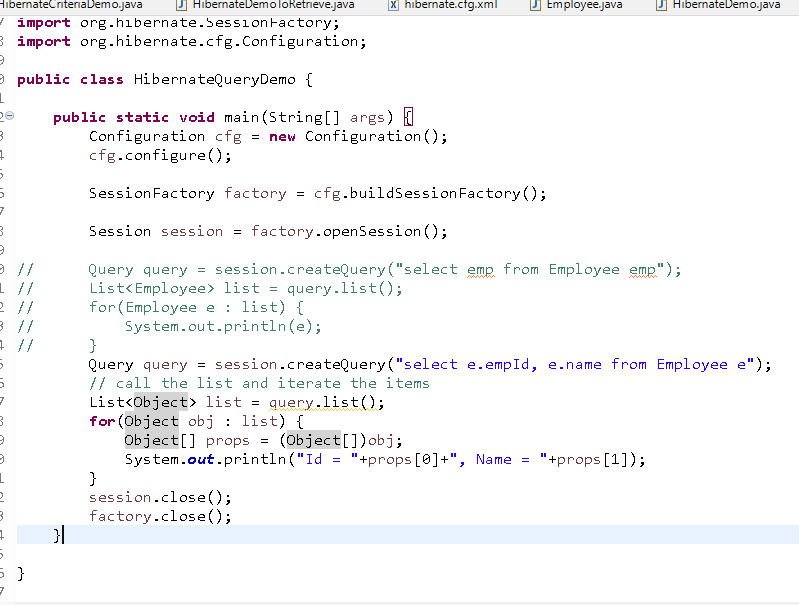 HibernateCriteriaDemo.java HibernateDemoToRetrieve.java hibernate.cfg.xml Employee.java HibernateDemo.java
import org.hibernate.SessionFactory;
import org.hibernate.cfg.Configuration;
public class HibernateQueryDemo {
public static void main(String[] args) {
Configuration cfg = new Configuration();
cfg.configure();
SessionFactory factory = cfg.buildSessionFactory();
Session session = factory.openSession();
// Query query = session.createQuery("select emp from Employee emp");
// List<Employee> list = query.list();
// for(Employee e : list) {
// System.out.println(e);
// }
Query query = session.createQuery("select e.empId, e.name from Employee e");
// call the list and iterate the items
List<Object> list = query.list();
for(Object obj : list) {
Object[] props = (Object[])obj;
System.out.println("Id = "+props[0]+", Name = "+props[1]);
}
session.close();
factory.close();
}
}